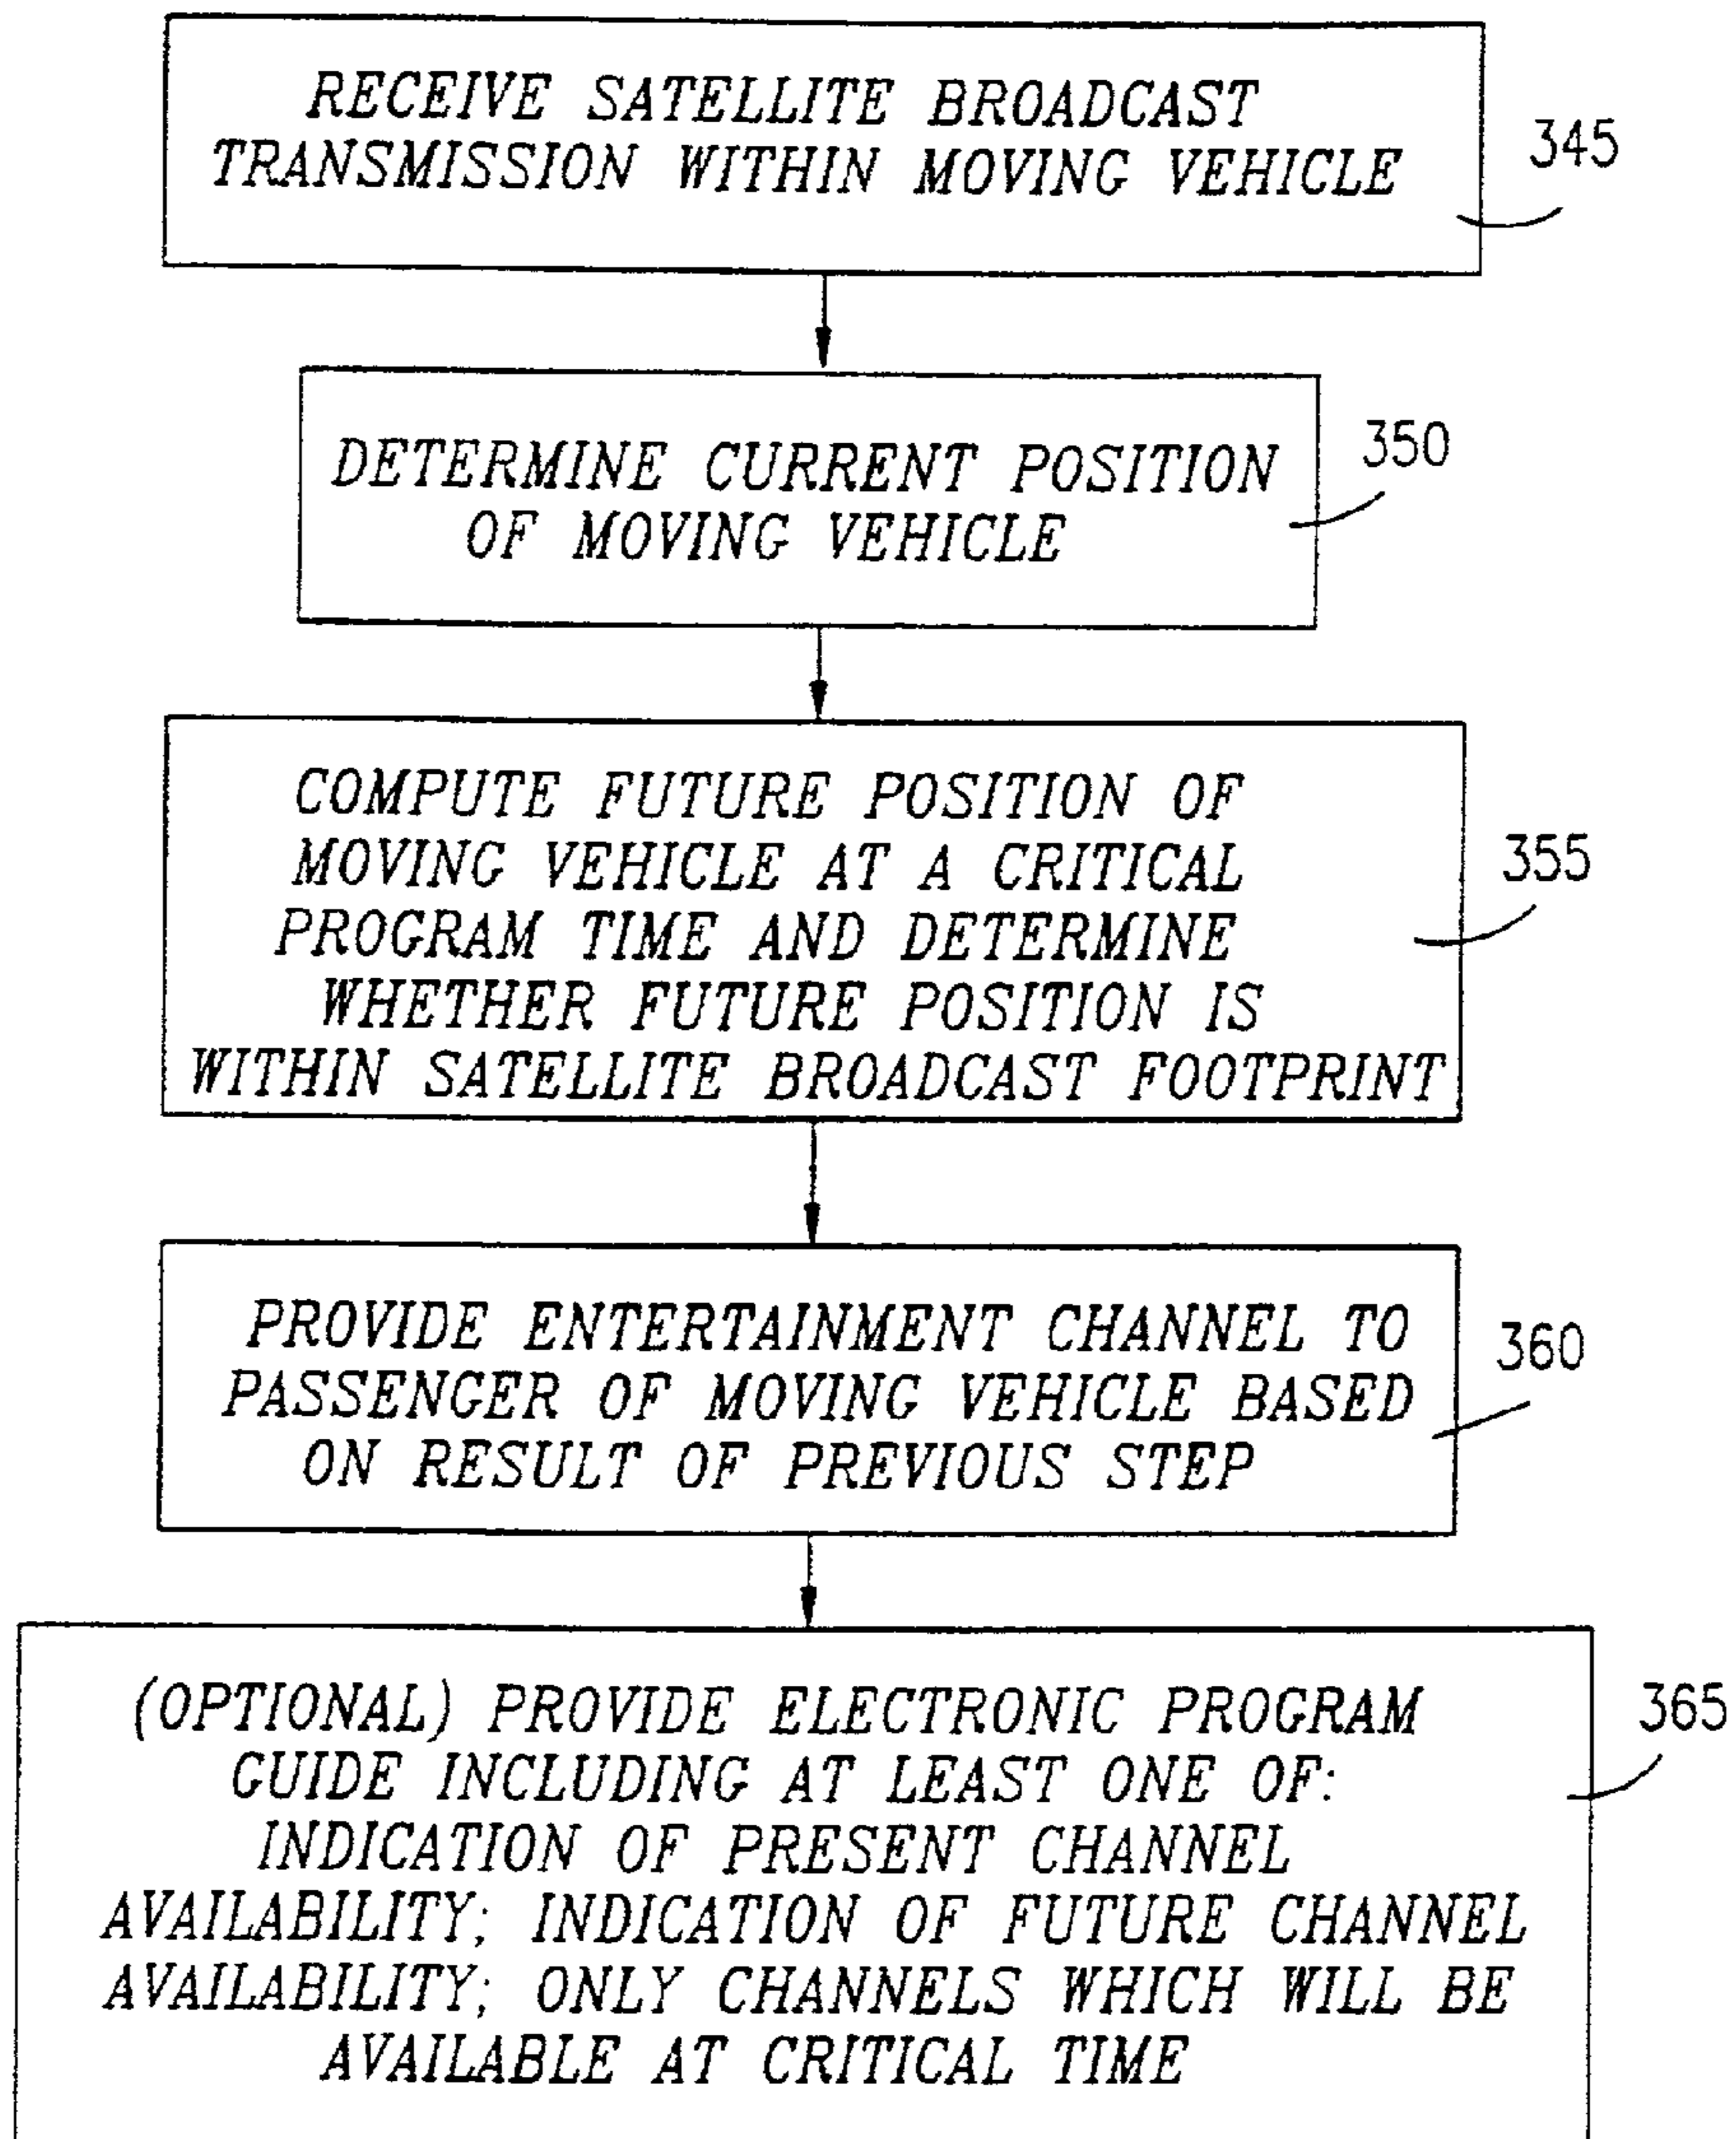 RECEIVE SATELLITE BROADCAST
TRANSMISSION WITHIN MOVING VEHICLE
345
DETERMINE CURRENT POSITION
OF MOVING VEHICLE
350
COMPUTE FUTURE POSITION OF
MOVING VEHICLE AT A CRITICAL
PROGRAM TIME AND DETERMINE
WHETHER FUTURE POSITION IS
WITHIN SATELLITE BROADCAST FOOTPRINT
355
PROVIDE ENTERTAINMENT CHANNEL TO
PASSENGER OF MOVING VEHICLE BASED
ON RESULT OF PREVIOUS STEP
360
(OPTIONAL) PROVIDE ELECTRONIC PROGRAM
GUIDE INCLUDING AT LEAST ONE OF:
INDICATION OF PRESENT CHANNEL
AVAILABILITY; INDICATION OF FUTURE CHANNEL
AVAILABILITY; ONLY CHANNELS WHICH WILL BE
AVAILABLE AT CRITICAL TIME
365